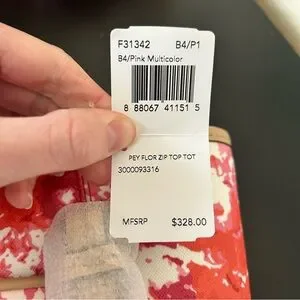 F31342 B4/P1
B4/Pink Multicolor
8 88067 41151 5
PEY FLOR ZIP TOP TOT
3000093316
MFSRP $328.00